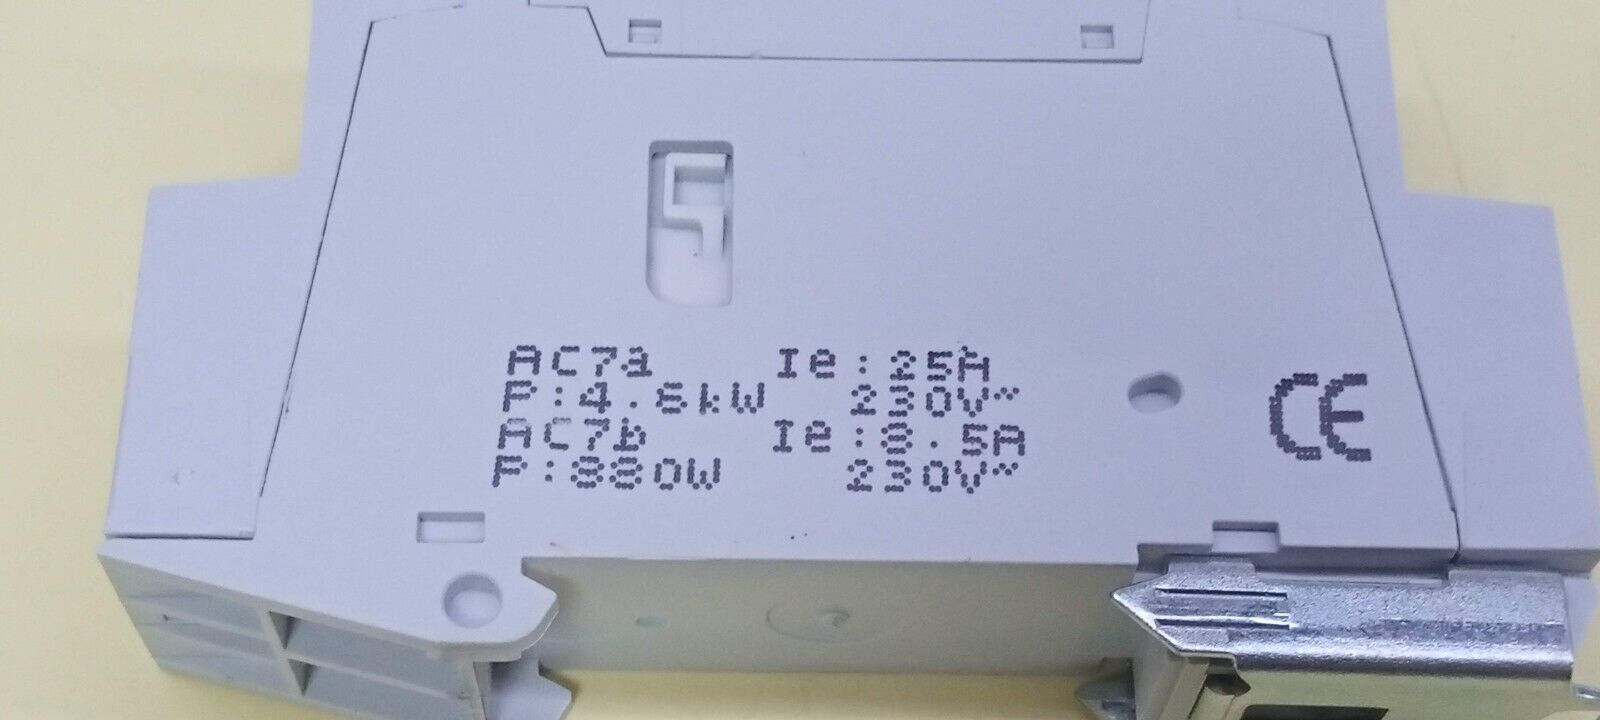 AC7a Ie:25A
P:4.6kW 230V~
AC7b Ie:8.5A
P:880W 230V~
CE